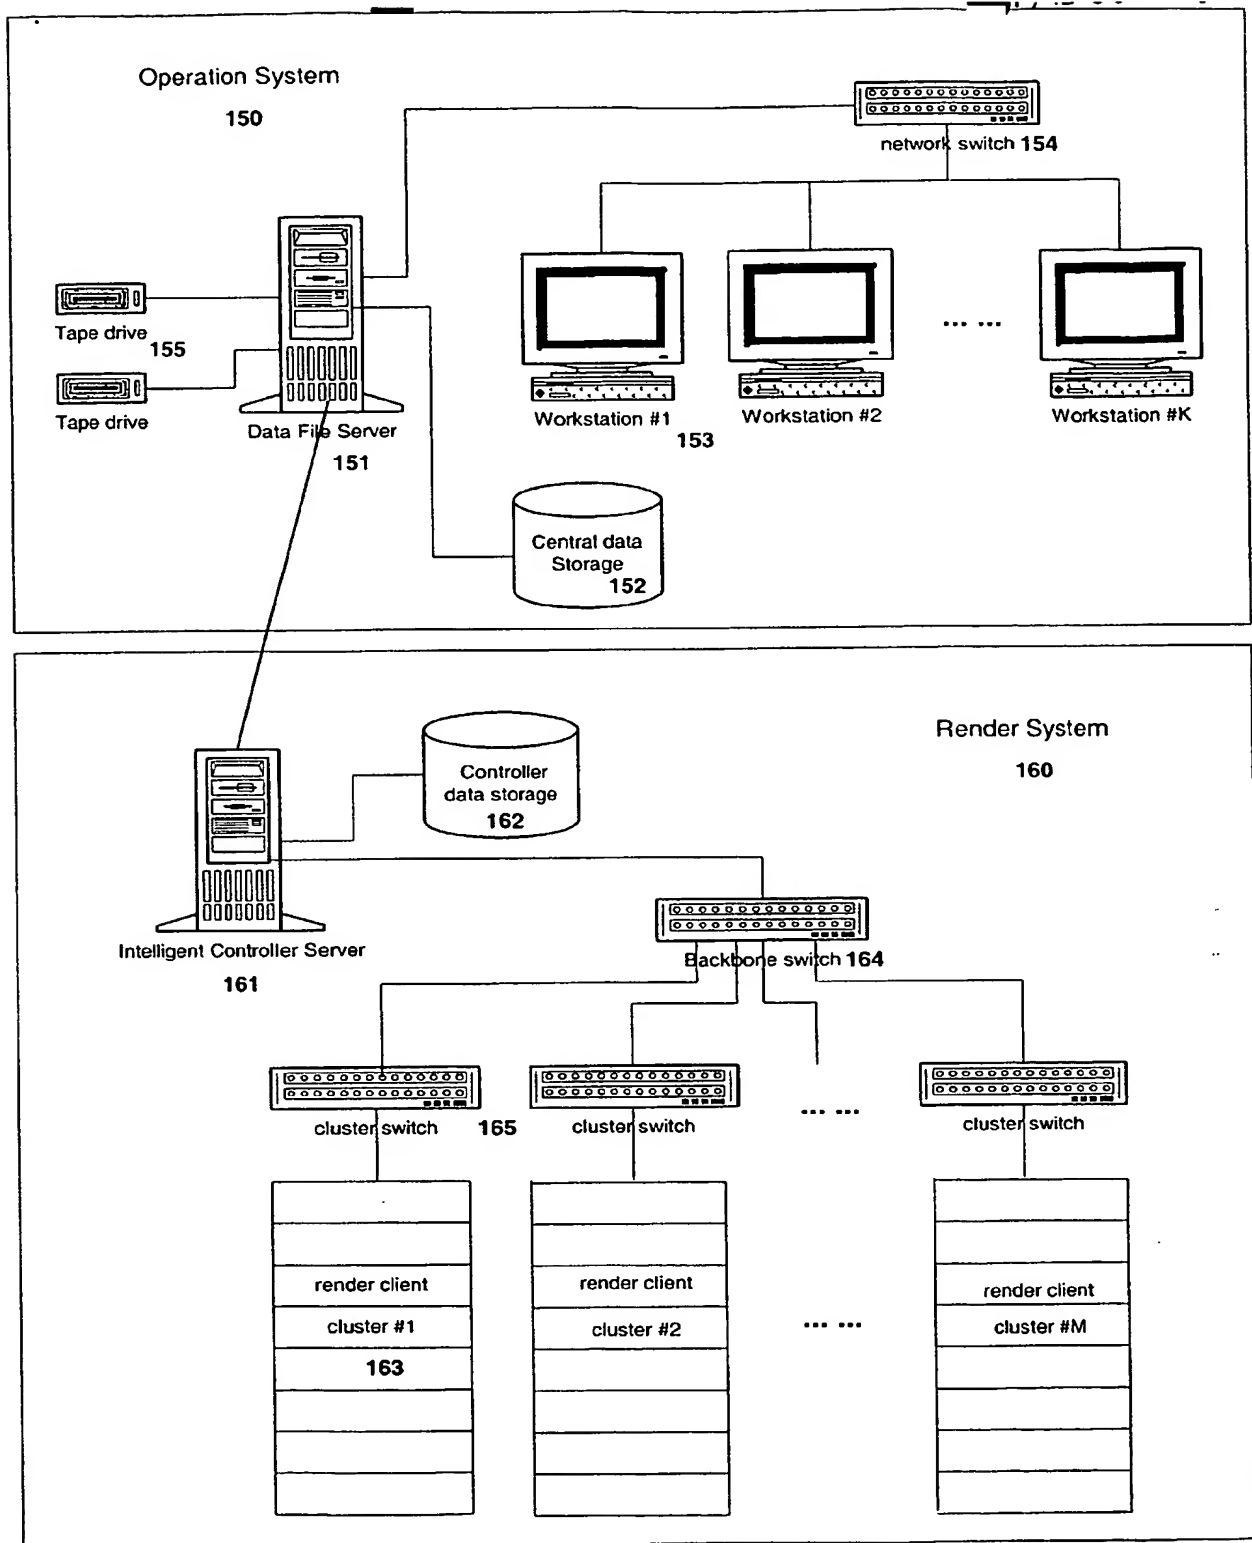 Operation System
150
network switch 154
Tape drive
155
Tape drive
Data File Server
151
Workstation #1
153
Workstation #2
... ...
Workstation #K
Central data
Storage
152
Render System
160
Controller
data storage
162
Intelligent Controller Server
161
Backbone switch 164
cluster switch
165
cluster switch
... ...
cluster switch
render client
cluster #1
163
render client
cluster #2
... ...
render client
cluster #M